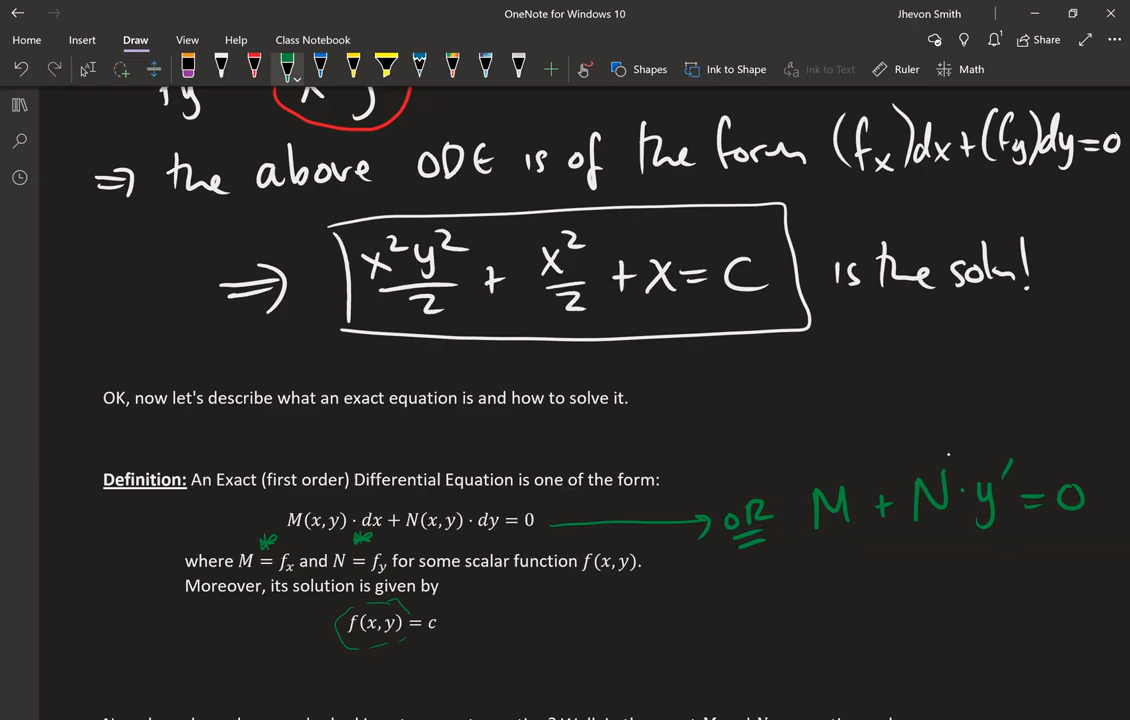 OneNote for Windows 10
Jhevon Smith
Home Insert Draw View Help Class Notebook
Share
Shapes Ink to Shape Ink to Text Ruler Math
⇒ the above ODE is of the form (f_x)dx+(f_y)dy=0
⇒ x²y²/2 + x²/2 + x = C is the soln!
OK, now let's describe what an exact equation is and how to solve it.
Definition: An Exact (first order) Differential Equation is one of the form:
M(x,y) · dx + N(x,y) · dy = 0 → OR M + N · y′ = 0
where M = f_x and N = f_y for some scalar function f(x,y).
Moreover, its solution is given by
f(x,y) = c